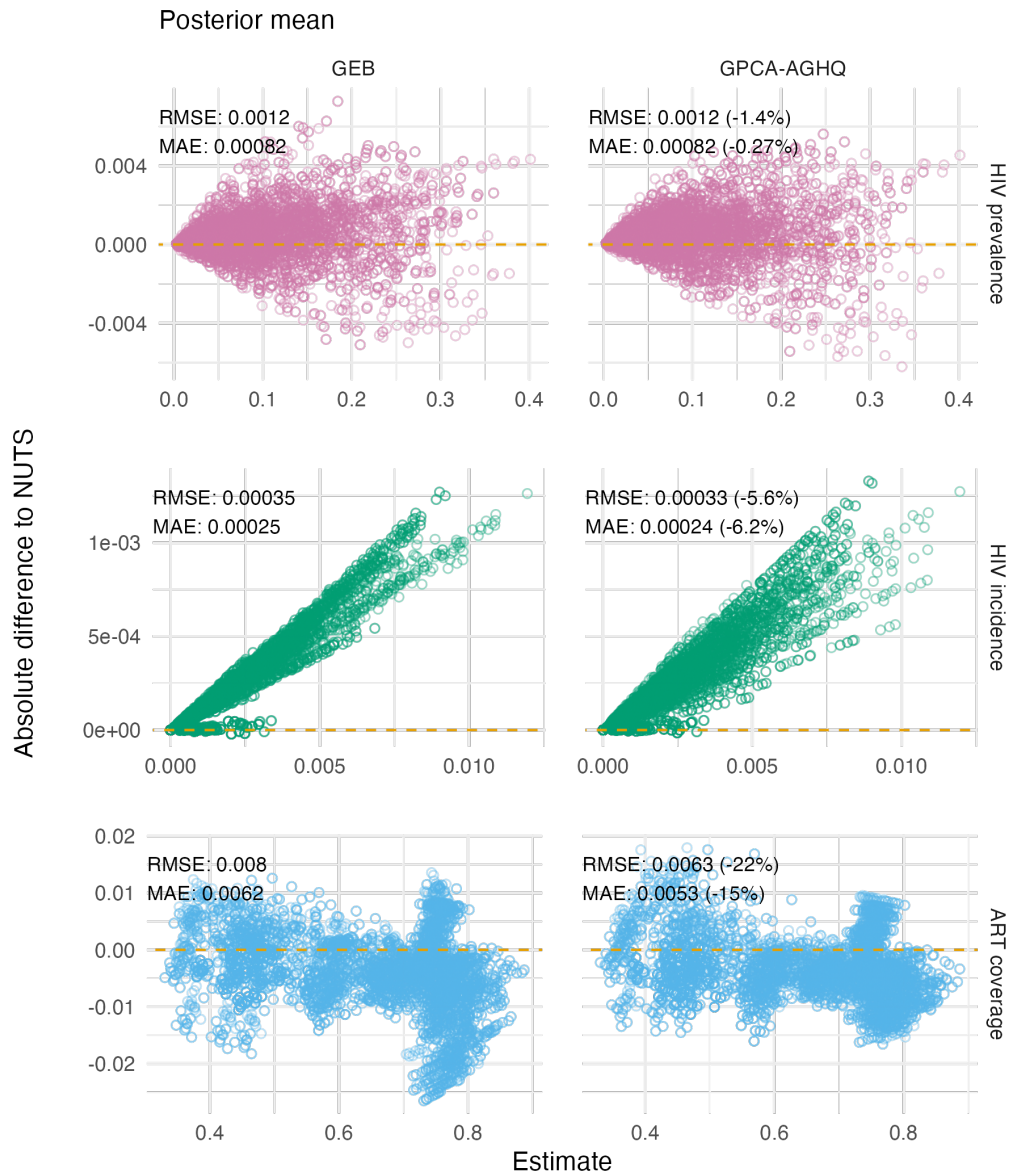 Posterior mean
GEB
GPCA-AGHQ
RMSE: 0.0012
MAE: 0.00082
RMSE: 0.0012 (-1.4%)
MAE: 0.00082 (-0.27%)
0.004
0.000
-0.004
HIV prevalence
0.0 0.1 0.2 0.3 0.4
0.0 0.1 0.2 0.3 0.4
Absolute difference to NUTS
RMSE: 0.00035
MAE: 0.00025
RMSE: 0.00033 (-5.6%)
MAE: 0.00024 (-6.2%)
1e-03
5e-04
0e+00
HIV incidence
0.000 0.005 0.010
0.000 0.005 0.010
RMSE: 0.008
MAE: 0.0062
RMSE: 0.0063 (-22%)
MAE: 0.0053 (-15%)
0.02
0.01
0.00
-0.01
-0.02
ART coverage
0.4 0.6 0.8
0.4 0.6 0.8
Estimate